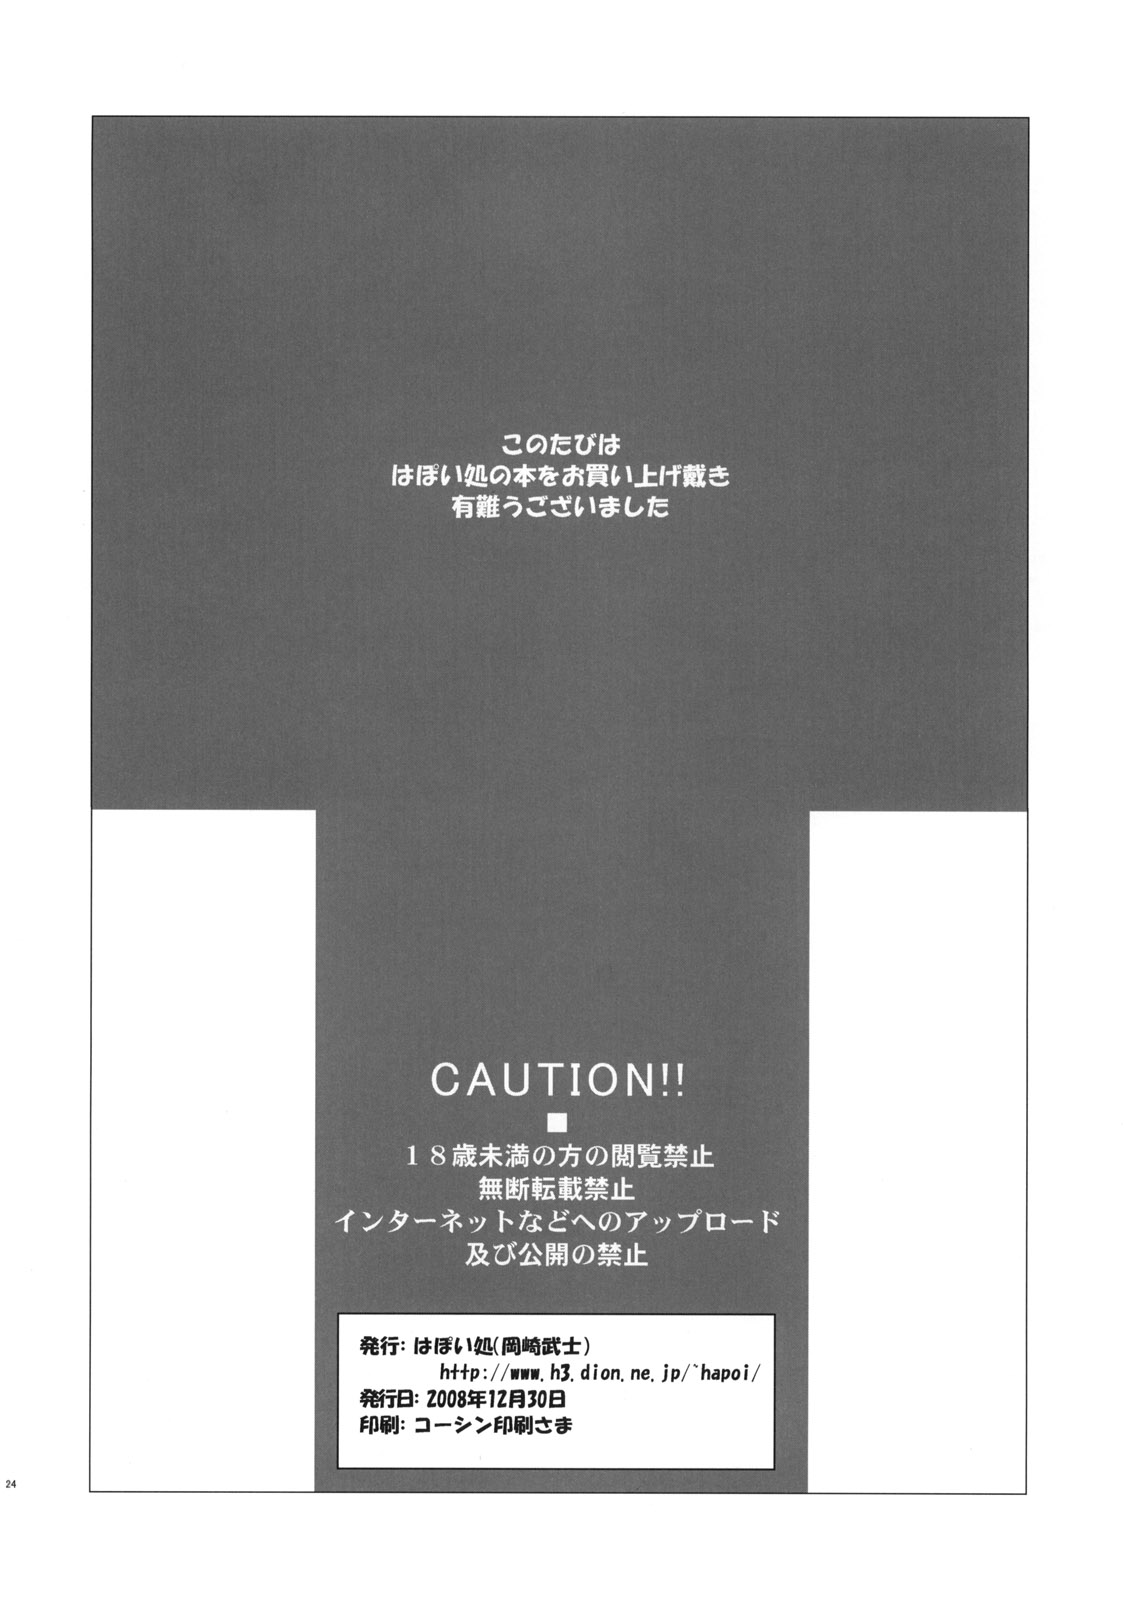 このたびは
はぽい処の本をお買い上げ戴き
有難うございました
CAUTION!!
■
１８歳未満の方の閲覧禁止
無断転載禁止
インターネットなどへのアップロード
及び公開の禁止
発行: はぽい処(岡崎武士)
http://www.h3.dion.ne.jp/~hapoi/
発行日: 2008年12月30日
印刷: コーシン印刷さま
24